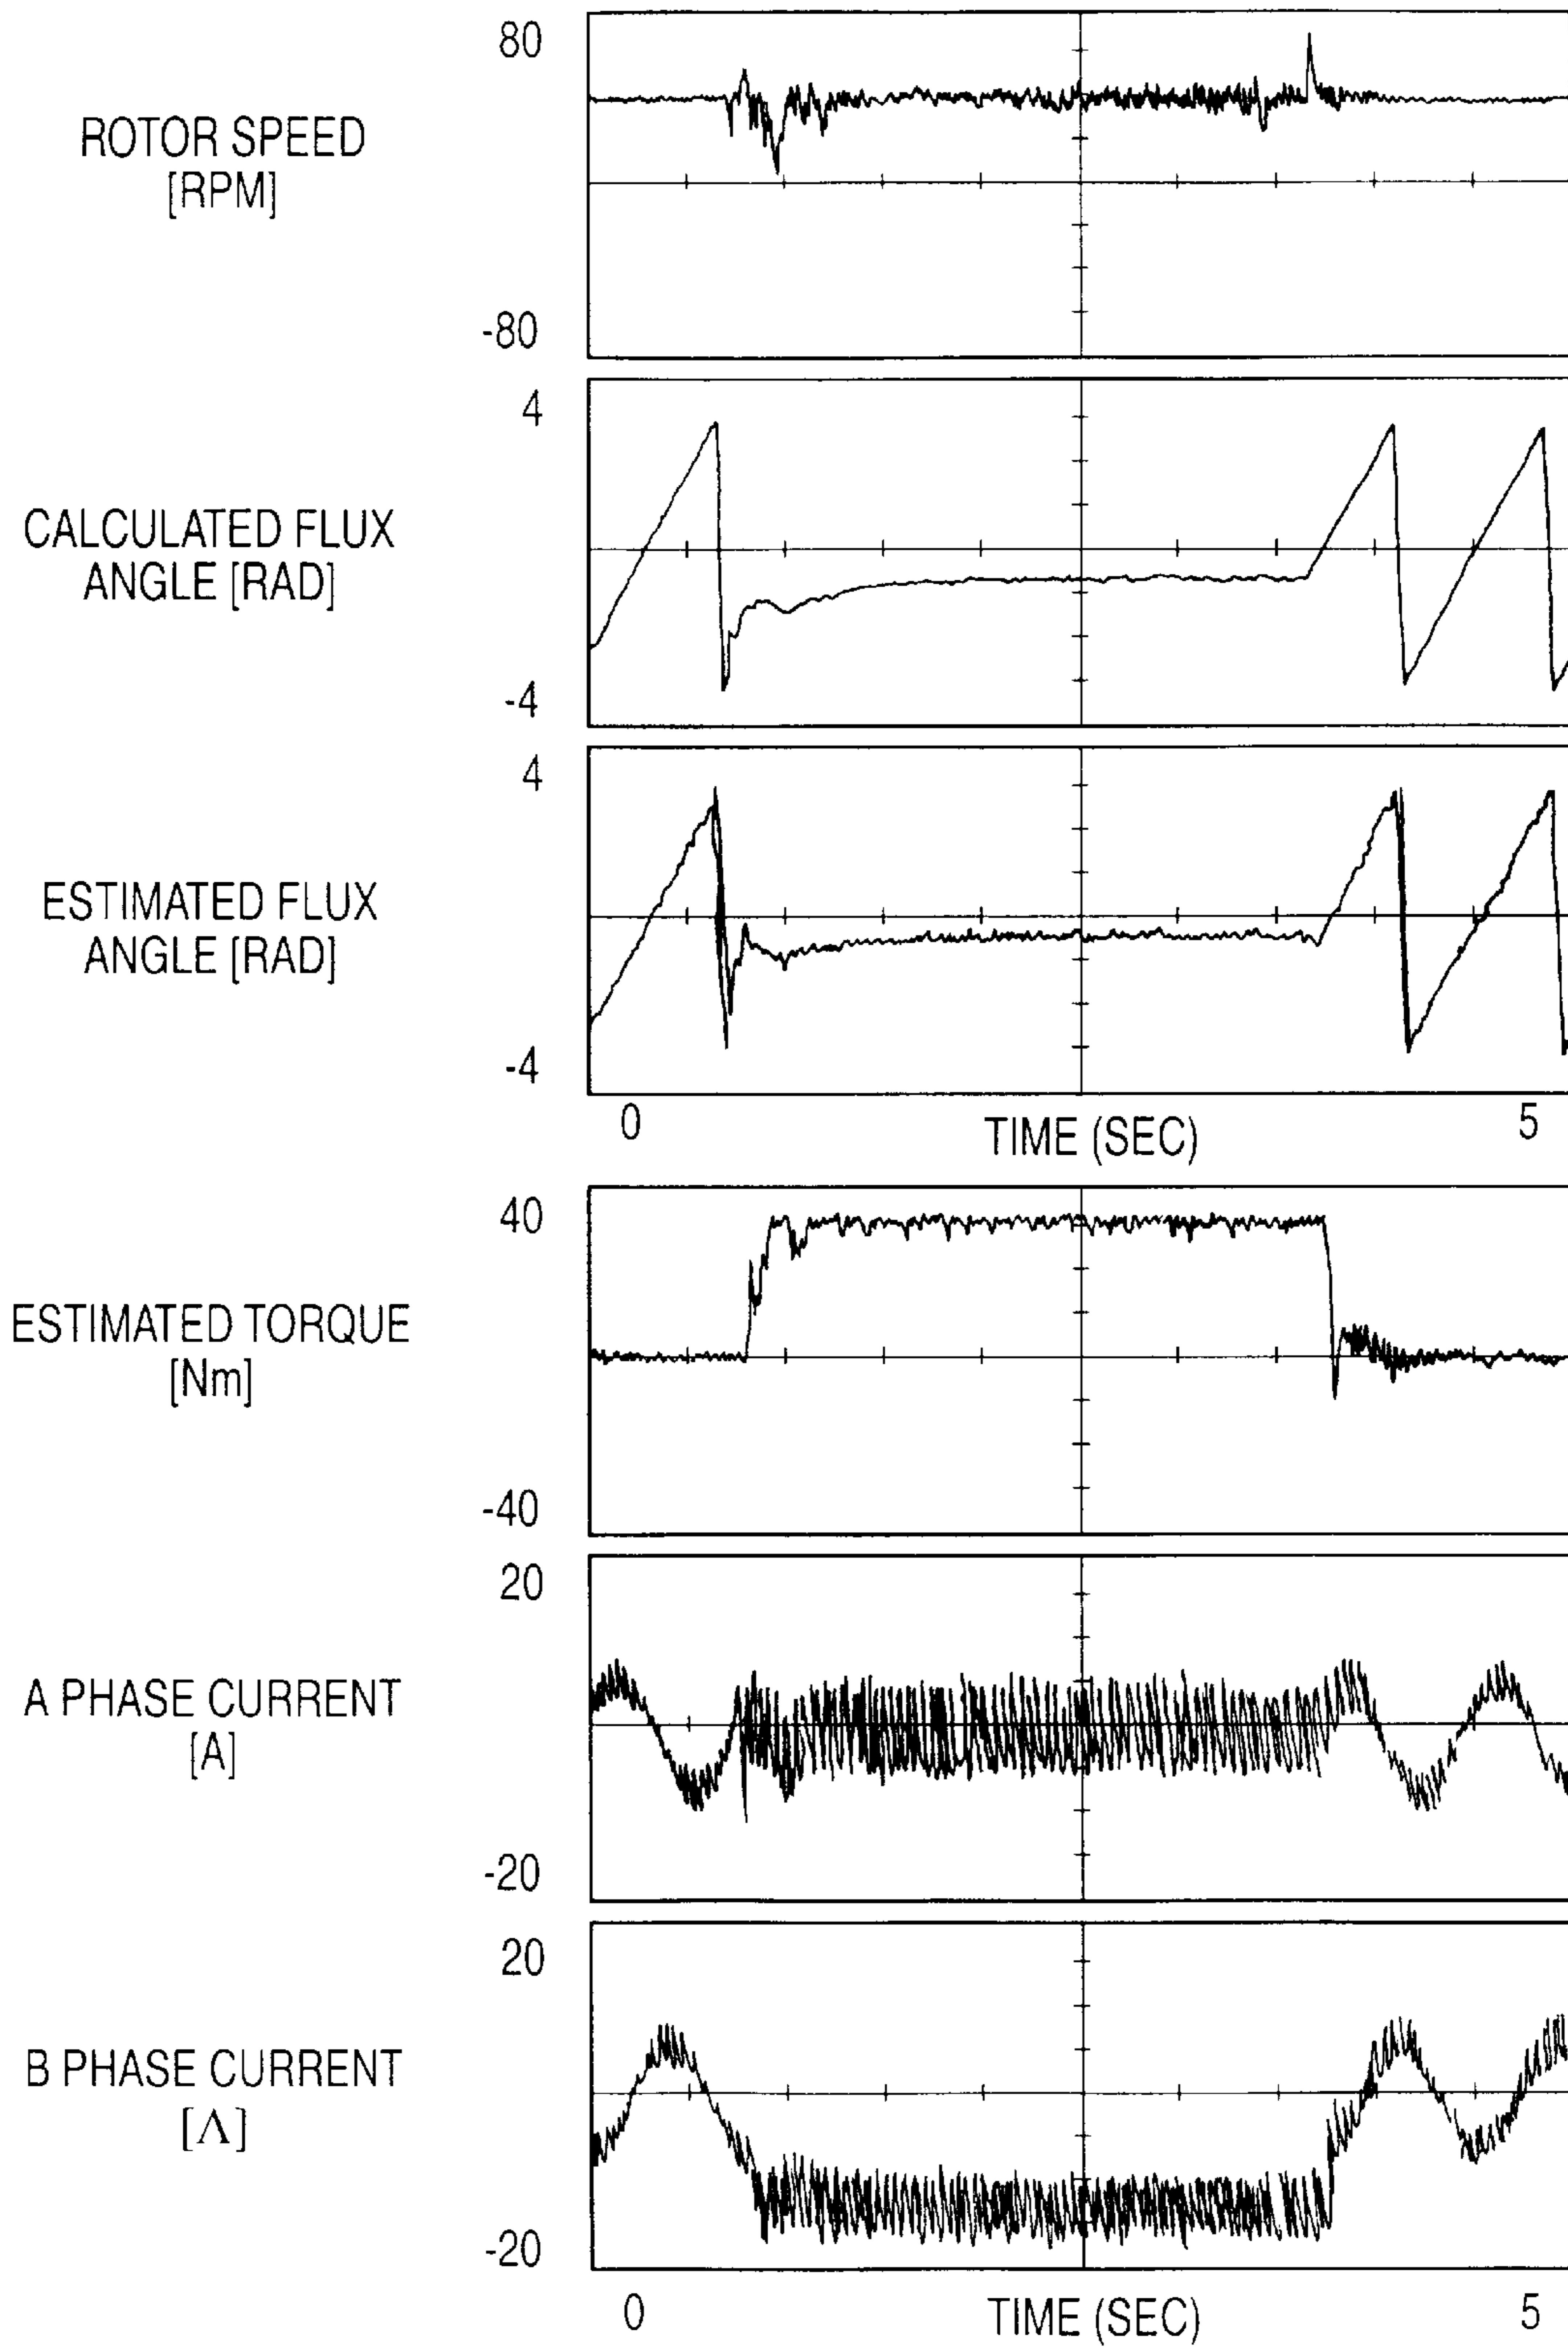 80
ROTOR SPEED
[RPM]
-80
4
CALCULATED FLUX
ANGLE [RAD]
-4
4
ESTIMATED FLUX
ANGLE [RAD]
-4
0
TIME (SEC)
5
40
ESTIMATED TORQUE
[Nm]
-40
20
A PHASE CURRENT
[A]
-20
20
B PHASE CURRENT
[Λ]
-20
0
TIME (SEC)
5